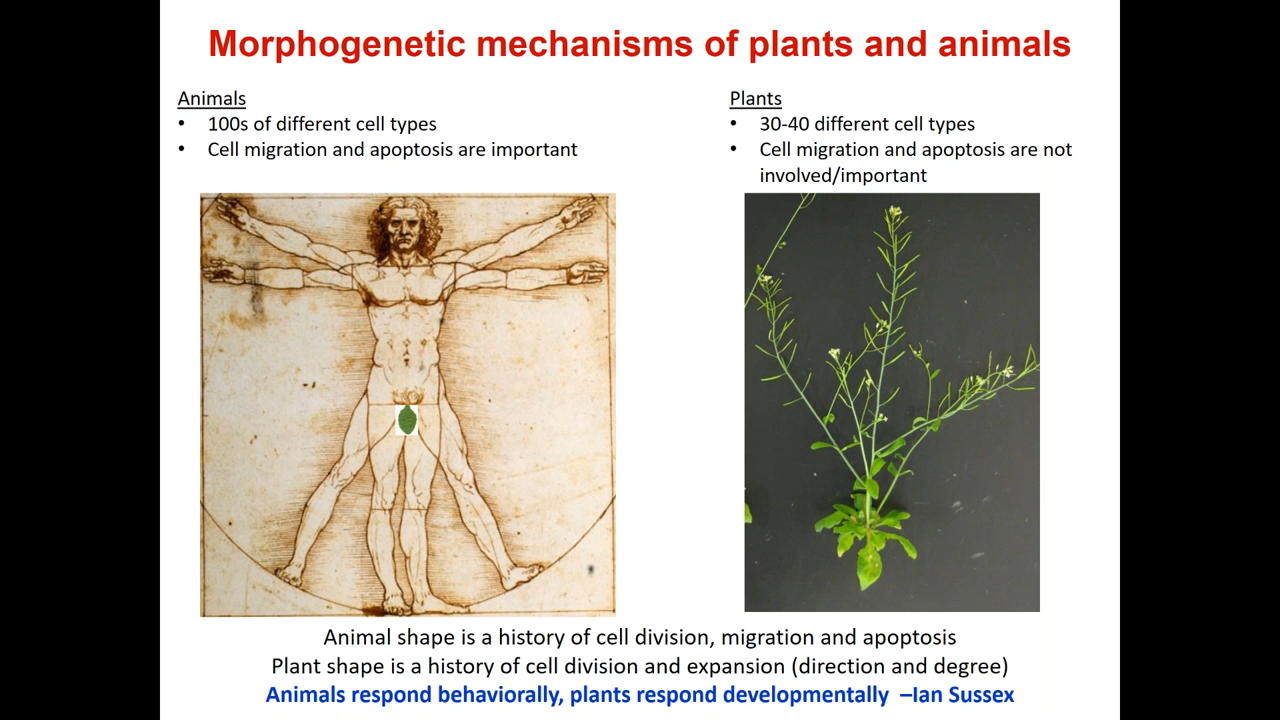 Morphogenetic mechanisms of plants and animals
Animals
• 100s of different cell types
• Cell migration and apoptosis are important
Plants
• 30-40 different cell types
• Cell migration and apoptosis are not
involved/important
Animal shape is a history of cell division, migration and apoptosis
Plant shape is a history of cell division and expansion (direction and degree)
Animals respond behaviorally, plants respond developmentally –Ian Sussex